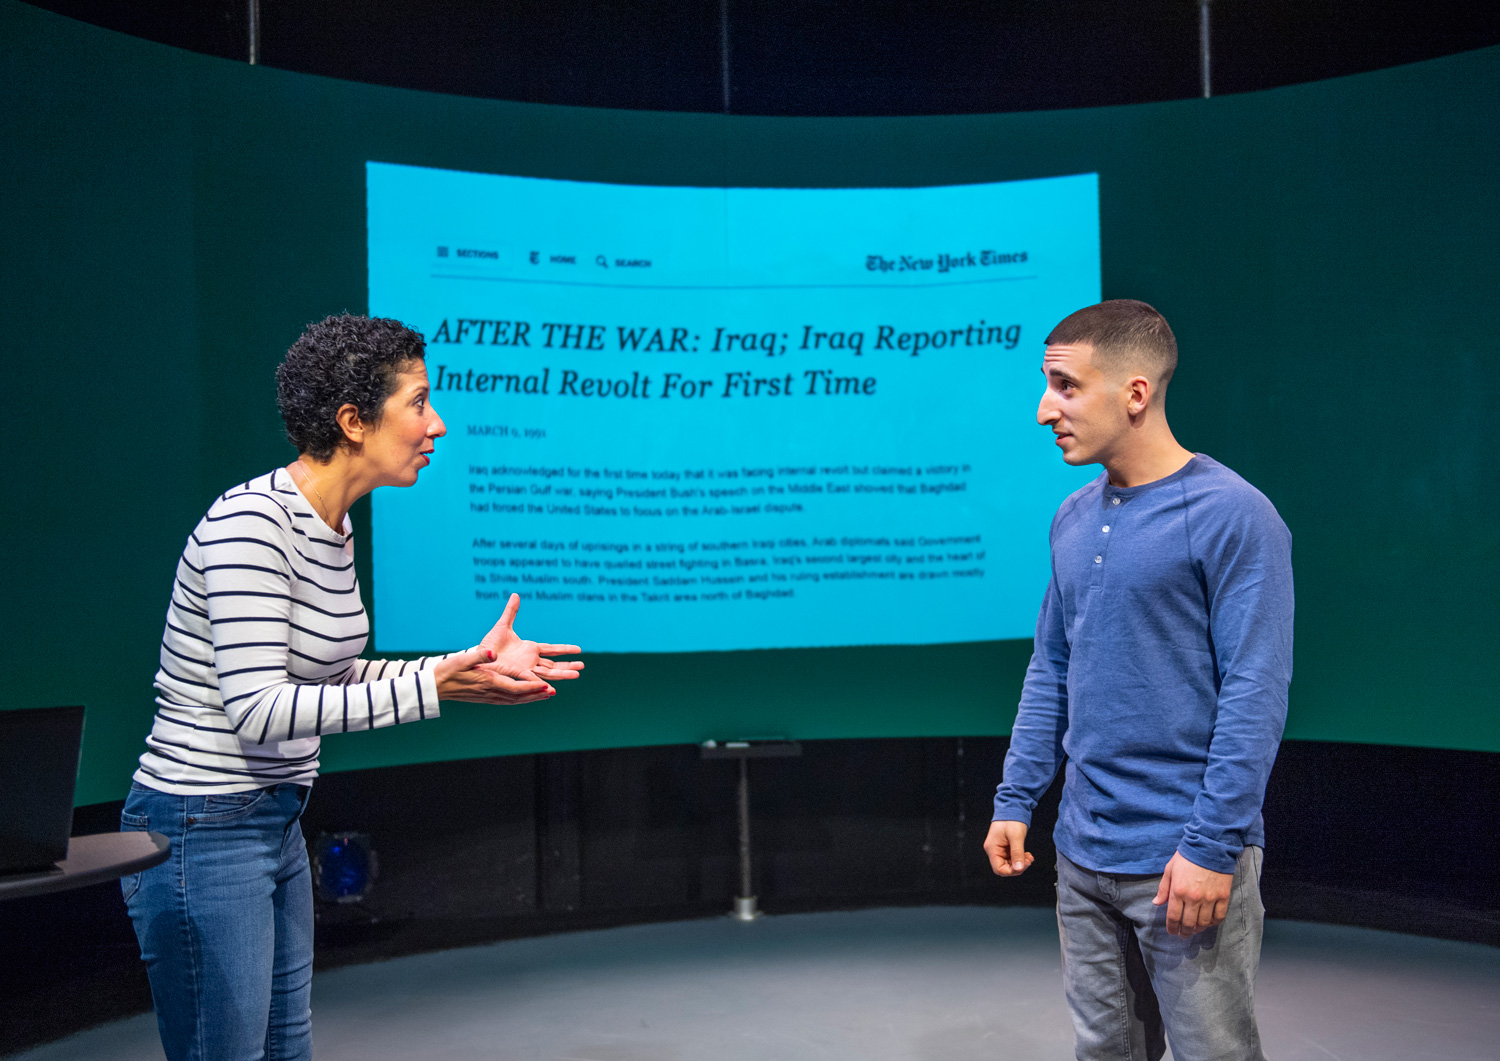 SECTIONS HOME SEARCH The New York Times
AFTER THE WAR: Iraq; Iraq Reporting
Internal Revolt For First Time
MARCH 9, 1991
Iraq acknowledged for the first time today that it was facing internal revolt but claimed a victory in
the Persian Gulf war, saying President Bush's speech on the Middle East showed that Baghdad
had forced the United States to focus on the Arab-Israel dispute.
After several days of uprisings in a string of southern Iraqi cities, Arab diplomats said Government
troops appeared to have quelled street fighting in Basra, Iraq's second largest city and the heart of
its Shiite Muslim south. President Saddam Hussein and his ruling establishment are drawn mostly
from Muslim clans in the Takrit area north of Baghdad.